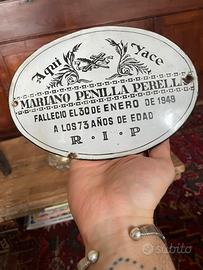 Aqui yace
MARIANO PENILLA PERELLA
FALLECIO EL 30 DE ENERO DE 1949
A LOS 73 AÑOS DE EDAD
R · I · P
subito